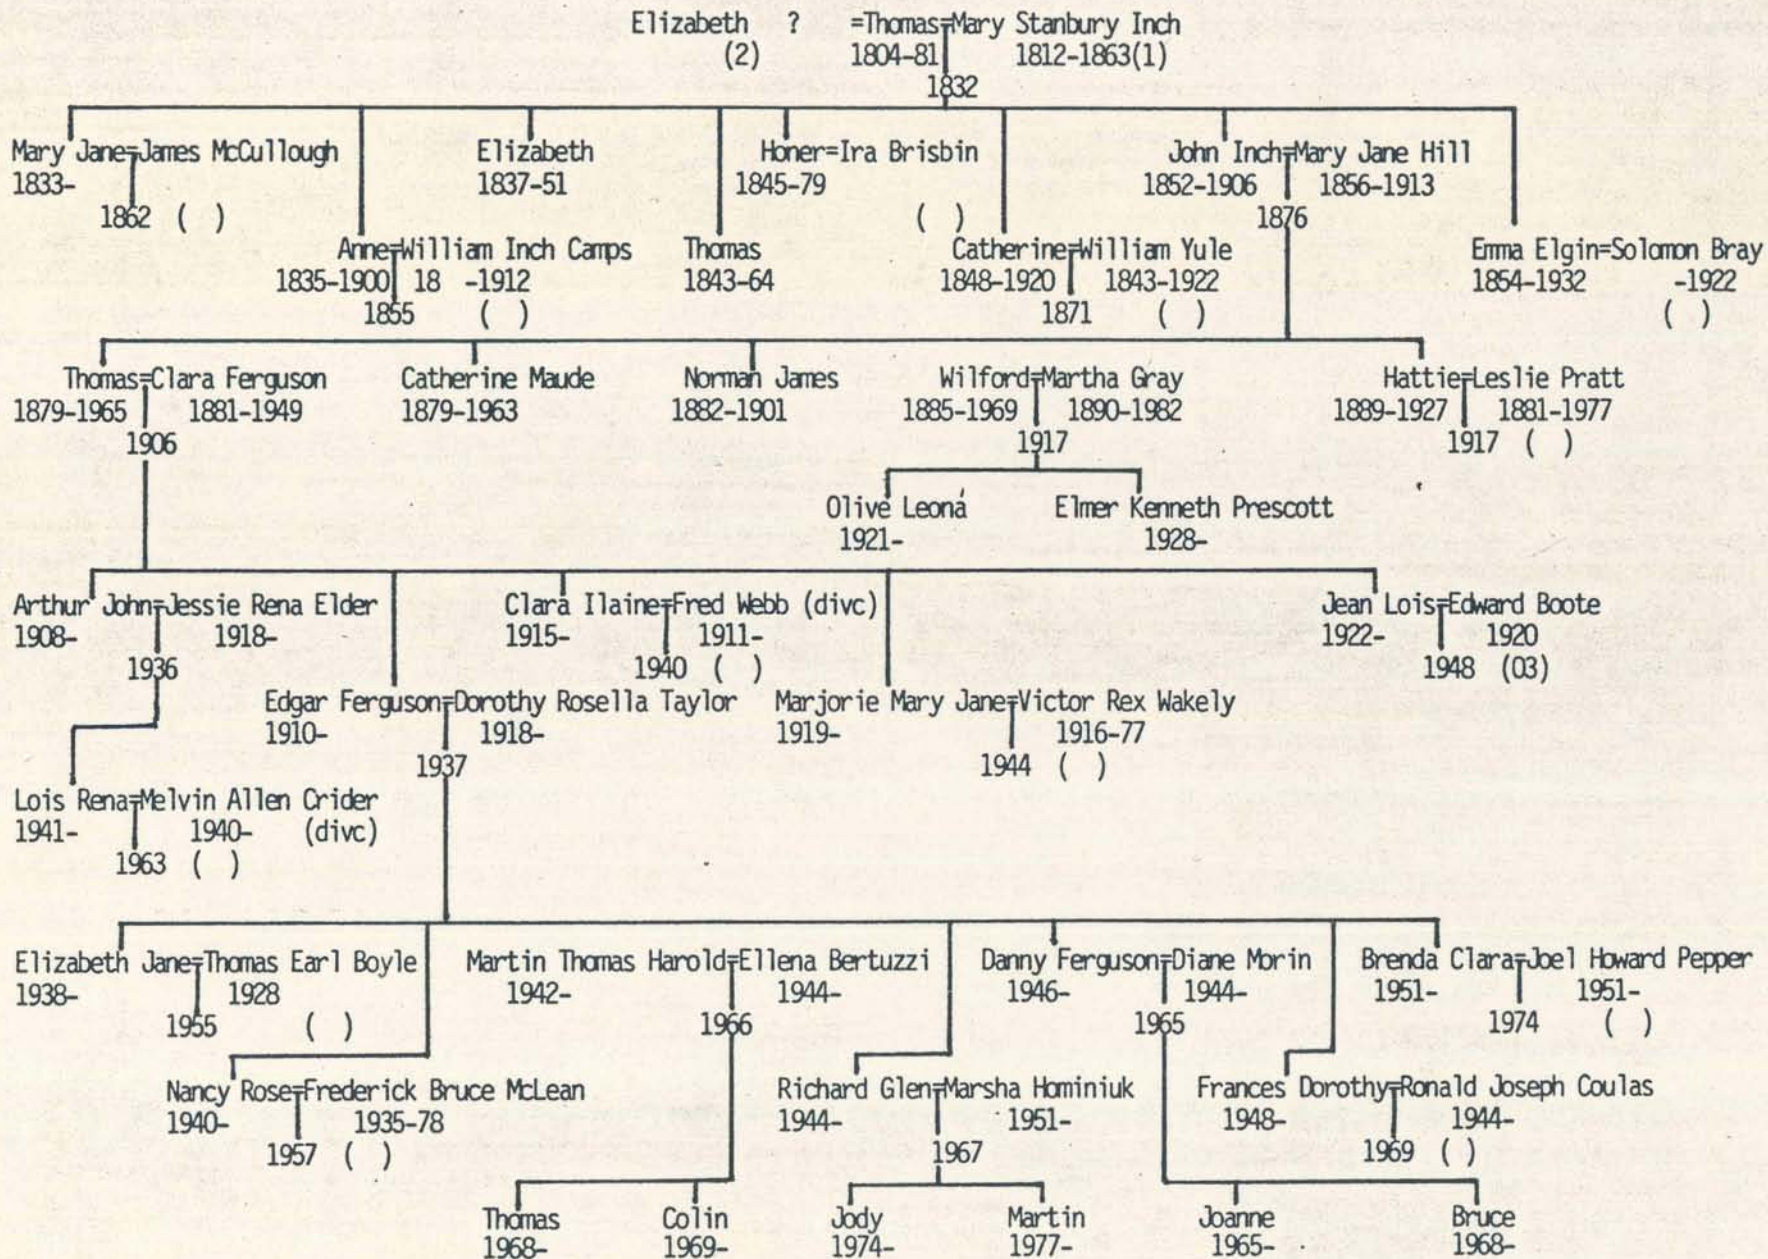 Elizabeth ? =Thomas=Mary Stanbury Inch
(2) 1804-81 1812-1863(1)
1832
Mary Jane=James McCullough Elizabeth Honer=Ira Brisbin John Inch=Mary Jane Hill
1833- 1837-51 1845-79 1852-1906 1856-1913
1862 ( ) ( ) 1876
Anne=William Inch Camps Thomas Catherine=William Yule Emma Elgin=Solomon Bray
1835-1900 18 -1912 1843-64 1848-1920 1843-1922 1854-1932 -1922
1855 ( ) 1871 ( ) ( )
Thomas=Clara Ferguson Catherine Maude Norman James Wilford=Martha Gray Hattie=Leslie Pratt
1879-1965 1881-1949 1879-1963 1882-1901 1885-1969 1890-1982 1889-1927 1881-1977
1906 1917 1917 ( )
Olive Leona Elmer Kenneth Prescott
1921- 1928-
Arthur John=Jessie Rena Elder Clara Ilaine=Fred Webb (divc) Jean Lois=Edward Boote
1908- 1918- 1915- 1911- 1922- 1920
1936 1940 ( ) 1948 (03)
Edgar Ferguson=Dorothy Rosella Taylor Marjorie Mary Jane=Victor Rex Wakely
1910- 1918- 1919- 1916-77
1937 1944 ( )
Lois Rena=Melvin Allen Crider
1941- 1940- (divc)
1963 ( )
Elizabeth Jane=Thomas Earl Boyle Martin Thomas Harold=Ellena Bertuzzi Danny Ferguson=Diane Morin Brenda Clara=Joel Howard Pepper
1938- 1928 1942- 1944- 1946- 1944- 1951- 1951-
1955 ( ) 1966 1965 1974 ( )
Nancy Rose=Frederick Bruce McLean Richard Glen=Marsha Hominiuk Frances Dorothy=Ronald Joseph Coulas
1940- 1935-78 1944- 1951- 1948- 1944-
1957 ( ) 1967 1969 ( )
Thomas Colin Jody Martin Joanne Bruce
1968- 1969- 1974- 1977- 1965- 1968-